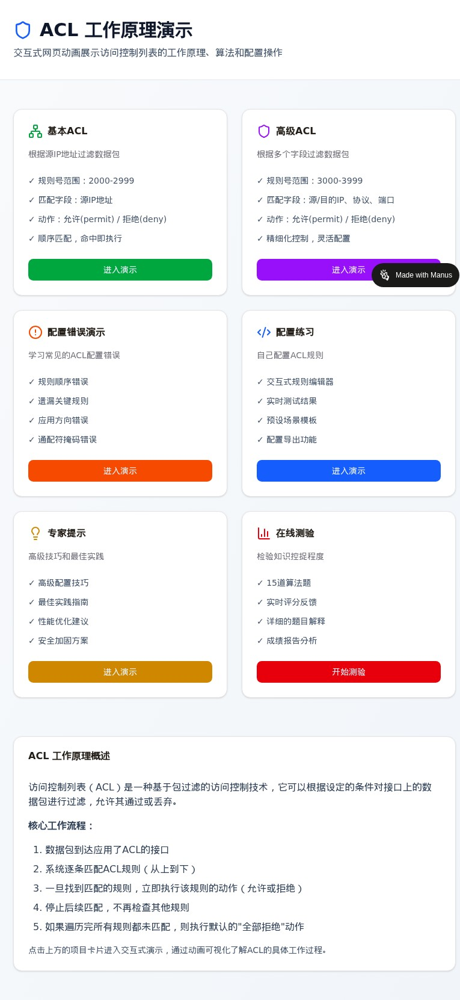 ACL 工作原理演示
交互式网页动画展示访问控制列表的工作原理、算法和配置操作
基本ACL
根据源IP地址过滤数据包
✓ 规则号范围：2000-2999
✓ 匹配字段：源IP地址
✓ 动作：允许(permit) / 拒绝(deny)
✓ 顺序匹配，命中即执行
进入演示
高级ACL
根据多个字段过滤数据包
✓ 规则号范围：3000-3999
✓ 匹配字段：源/目的IP、协议、端口
✓ 动作：允许(permit) / 拒绝(deny)
✓ 精细化控制，灵活配置
进入演示
Made with Manus
配置错误演示
学习常见的ACL配置错误
✓ 规则顺序错误
✓ 遗漏关键规则
✓ 应用方向错误
✓ 通配符掩码错误
进入演示
配置练习
自己配置ACL规则
✓ 交互式规则编辑器
✓ 实时测试结果
✓ 预设场景模板
✓ 配置导出功能
进入演示
专家提示
高级技巧和最佳实践
✓ 高级配置技巧
✓ 最佳实践指南
✓ 性能优化建议
✓ 安全加固方案
进入演示
在线测验
检验知识控捉程度
✓ 15道算法题
✓ 实时评分反馈
✓ 详细的题目解释
✓ 成绩报告分析
开始测验
ACL 工作原理概述
访问控制列表（ACL）是一种基于包过滤的访问控制技术，它可以根据设定的条件对接口上的数
据包进行过滤，允许其通过或丢弃。
核心工作流程：
1. 数据包到达应用了ACL的接口
2. 系统逐条匹配ACL规则（从上到下）
3. 一旦找到匹配的规则，立即执行该规则的动作（允许或拒绝）
4. 停止后续匹配，不再检查其他规则
5. 如果遍历完所有规则都未匹配，则执行默认的"全部拒绝"动作
点击上方的项目卡片进入交互式演示，通过动画可视化了解ACL的具体工作过程。